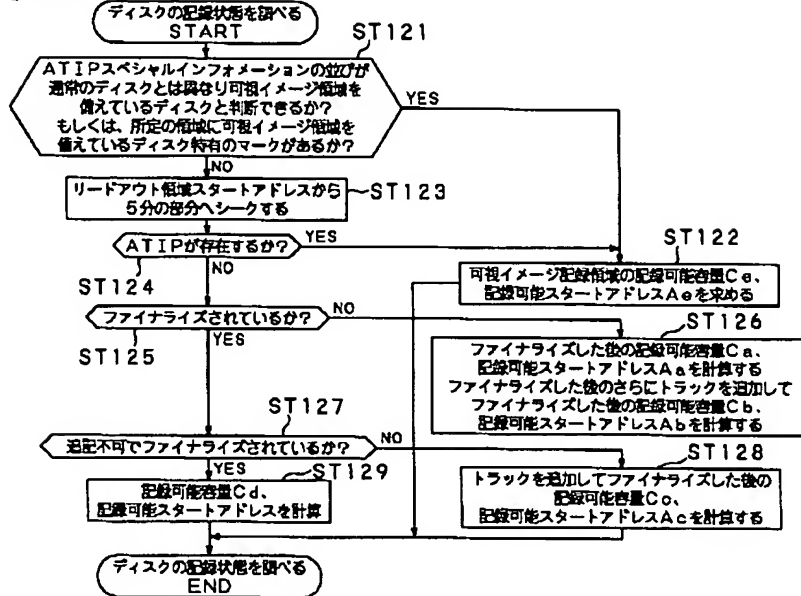 ディスクの記録状態を調べる
START
ST121
ATIPスペシャルインフォメーションの並びが
通常のディスクとは異なり可視イメージ領域を
備えているディスクと判断できるか?
もしくは、所定の領域に可視イメージ領域を
備えているディスク特有のマークがあるか?
YES
NO
リードアウト領域スタートアドレスから
5分の部分へシークする
ST123
ATIPが存在するか?
YES
ST124
NO
ST122
可視イメージ記録領域の記録可能容量Ce、
記録可能スタートアドレスAeを求める
ファイナライズされているか?
NO
ST125
YES
ST126
ファイナライズした後の記録可能容量Ca、
記録可能スタートアドレスAaを計算する
ファイナライズした後のさらにトラックを追加して
ファイナライズした後の記録可能容量Cb、
記録可能スタートアドレスAbを計算する
ST127
追記不可でファイナライズされているか?
NO
YES
ST129
記録可能容量Cd、
記録可能スタートアドレスを計算
ST128
トラックを追加してファイナライズした後の
記録可能容量Cc、
記録可能スタートアドレスAcを計算する
ディスクの記録状態を調べる
END